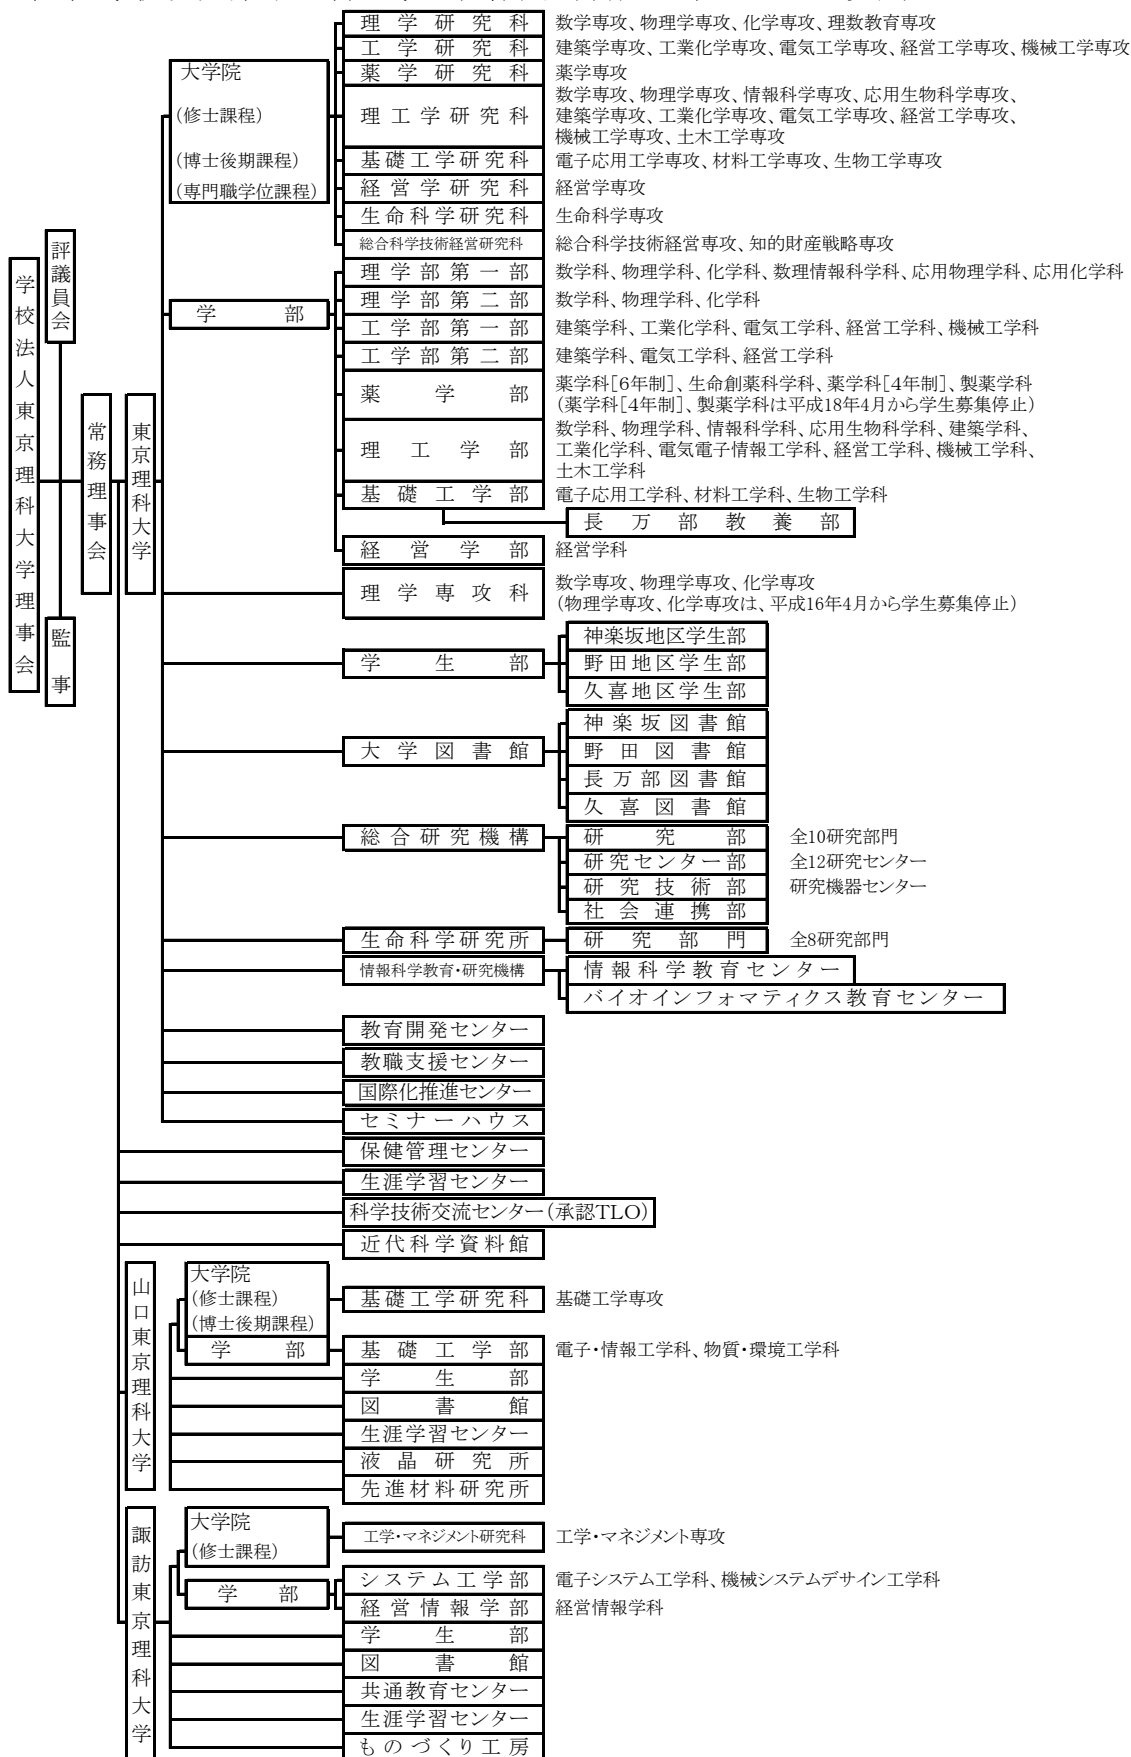 学校法人東京理科大学理事会
評議員会
監事
常務理事会
東京理科大学
大学院
(修士課程)
(博士後期課程)
(専門職学位課程)
理学研究科 数学専攻、物理学専攻、化学専攻、理数教育専攻
工学研究科 建築学専攻、工業化学専攻、電気工学専攻、経営工学専攻、機械工学専攻
薬学研究科 薬学専攻
理工学研究科 数学専攻、物理学専攻、情報科学専攻、応用生物科学専攻、
建築学専攻、工業化学専攻、電気工学専攻、経営工学専攻、
機械工学専攻、土木工学専攻
基礎工学研究科 電子応用工学専攻、材料工学専攻、生物工学専攻
経営学研究科 経営学専攻
生命科学研究科 生命科学専攻
総合科学技術経営研究科 総合科学技術経営専攻、知的財産戦略専攻
学部
理学部第一部 数学科、物理学科、化学科、数理情報科学科、応用物理学科、応用化学科
理学部第二部 数学科、物理学科、化学科
工学部第一部 建築学科、工業化学科、電気工学科、経営工学科、機械工学科
工学部第二部 建築学科、電気工学科、経営工学科
薬学部 薬学科[6年制]、生命創薬科学科、薬学科[4年制]、製薬学科
(薬学科[4年制]、製薬学科は平成18年4月から学生募集停止)
理工学部 数学科、物理学科、情報科学科、応用生物科学科、建築学科、
工業化学科、電気電子情報工学科、経営工学科、機械工学科、
土木工学科
基礎工学部 電子応用工学科、材料工学科、生物工学科
長万部教養部
経営学部 経営学科
理学専攻科 数学専攻、物理学専攻、化学専攻
(物理学専攻、化学専攻は、平成16年4月から学生募集停止)
学生部
神楽坂地区学生部
野田地区学生部
久喜地区学生部
大学図書館
神楽坂図書館
野田図書館
長万部図書館
久喜図書館
総合研究機構
研究部 全10研究部門
研究センター部 全12研究センター
研究技術部 研究機器センター
社会連携部
生命科学研究所 研究部門 全8研究部門
情報科学教育・研究機構
情報科学教育センター
バイオインフォマティクス教育センター
教育開発センター
教職支援センター
国際化推進センター
セミナーハウス
保健管理センター
生涯学習センター
科学技術交流センター(承認TLO)
近代科学資料館
山口東京理科大学
大学院
(修士課程)
(博士後期課程)
基礎工学研究科 基礎工学専攻
学部
基礎工学部 電子・情報工学科、物質・環境工学科
学生部
図書館
生涯学習センター
液晶研究所
先進材料研究所
諏訪東京理科大学
大学院
(修士課程)
工学・マネジメント研究科 工学・マネジメント専攻
学部
システム工学部 電子システム工学科、機械システムデザイン工学科
経営情報学部 経営情報学科
学生部
図書館
共通教育センター
生涯学習センター
ものづくり工房